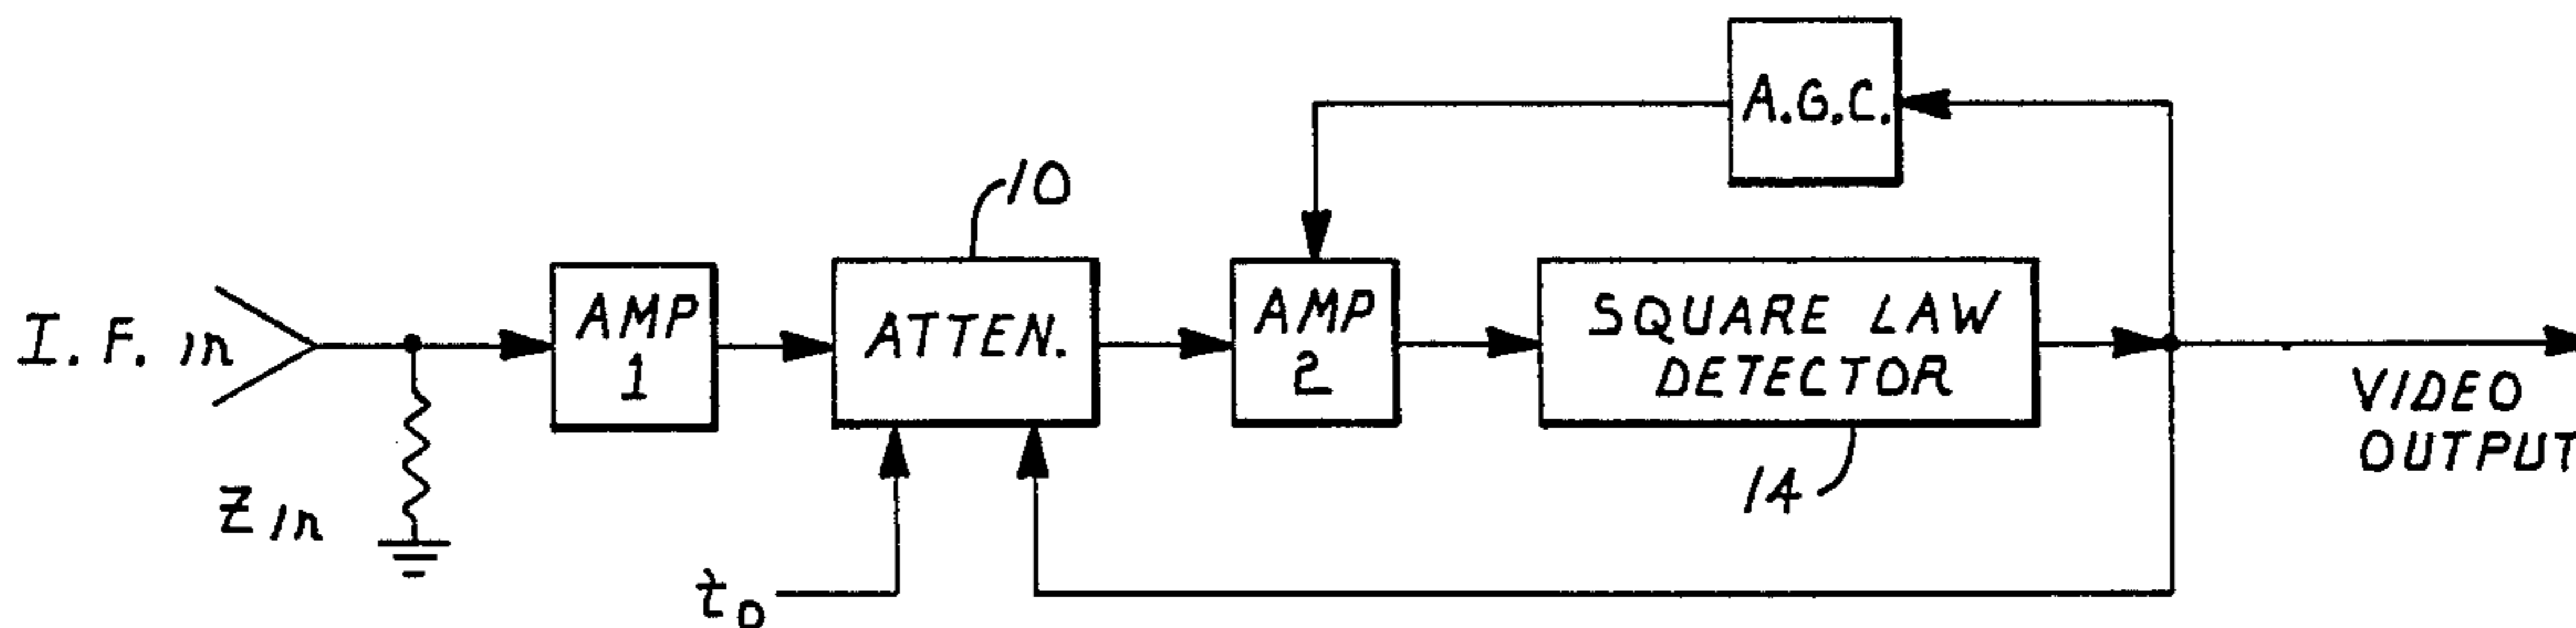 A.G.C.
10
I.F. in
AMP
1
ATTEN.
AMP
2
SQUARE LAW
DETECTOR
VIDEO
OUTPUT
14
Z in
t0